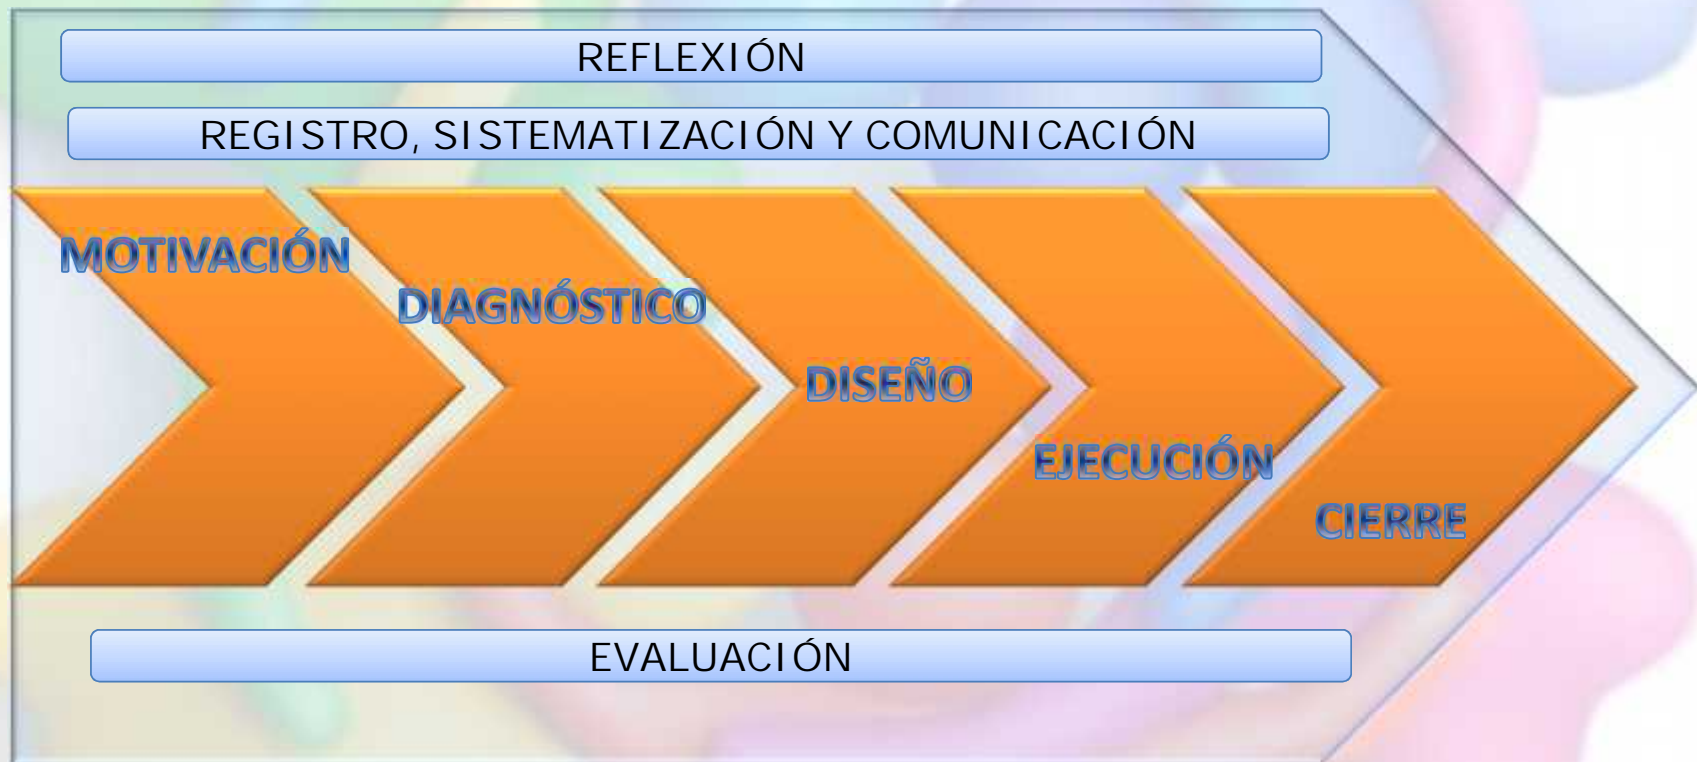 REFLEXIÓN
REGISTRO, SISTEMATIZACIÓN Y COMUNICACIÓN
MOTIVACIÓN
DIAGNÓSTICO
DISEÑO
EJECUCIÓN
CIERRE
EVALUACIÓN